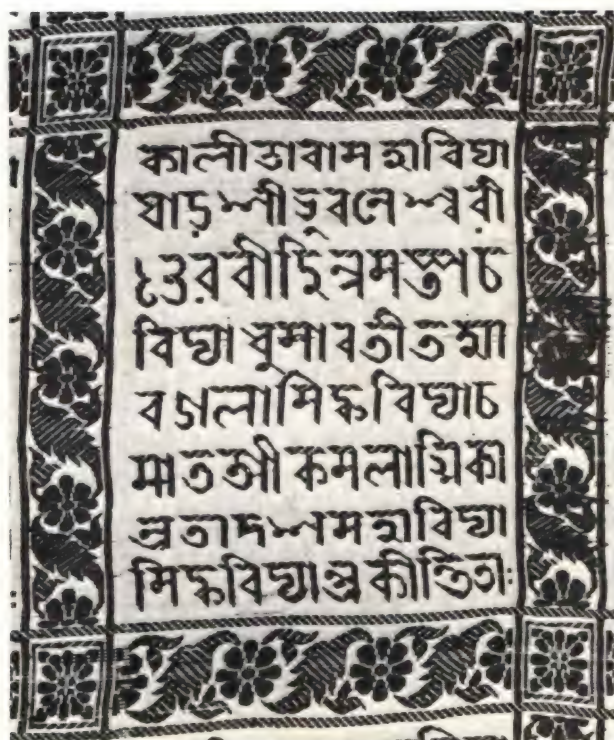 কালীতাবামহাবিদ্যা
ষাড়শীভুবনেশ্বরী
ভৈরবীছিন্নমস্তাচ
বিদ্যাধুমাবতীতথা
বগলাসিদ্ধবিদ্যাচ
মাতঙ্গীকমলাত্মিকা
এতাদশমহাবিদ্যা
সিদ্ধবিদ্যাপ্রকীর্ত্তিতাঃ